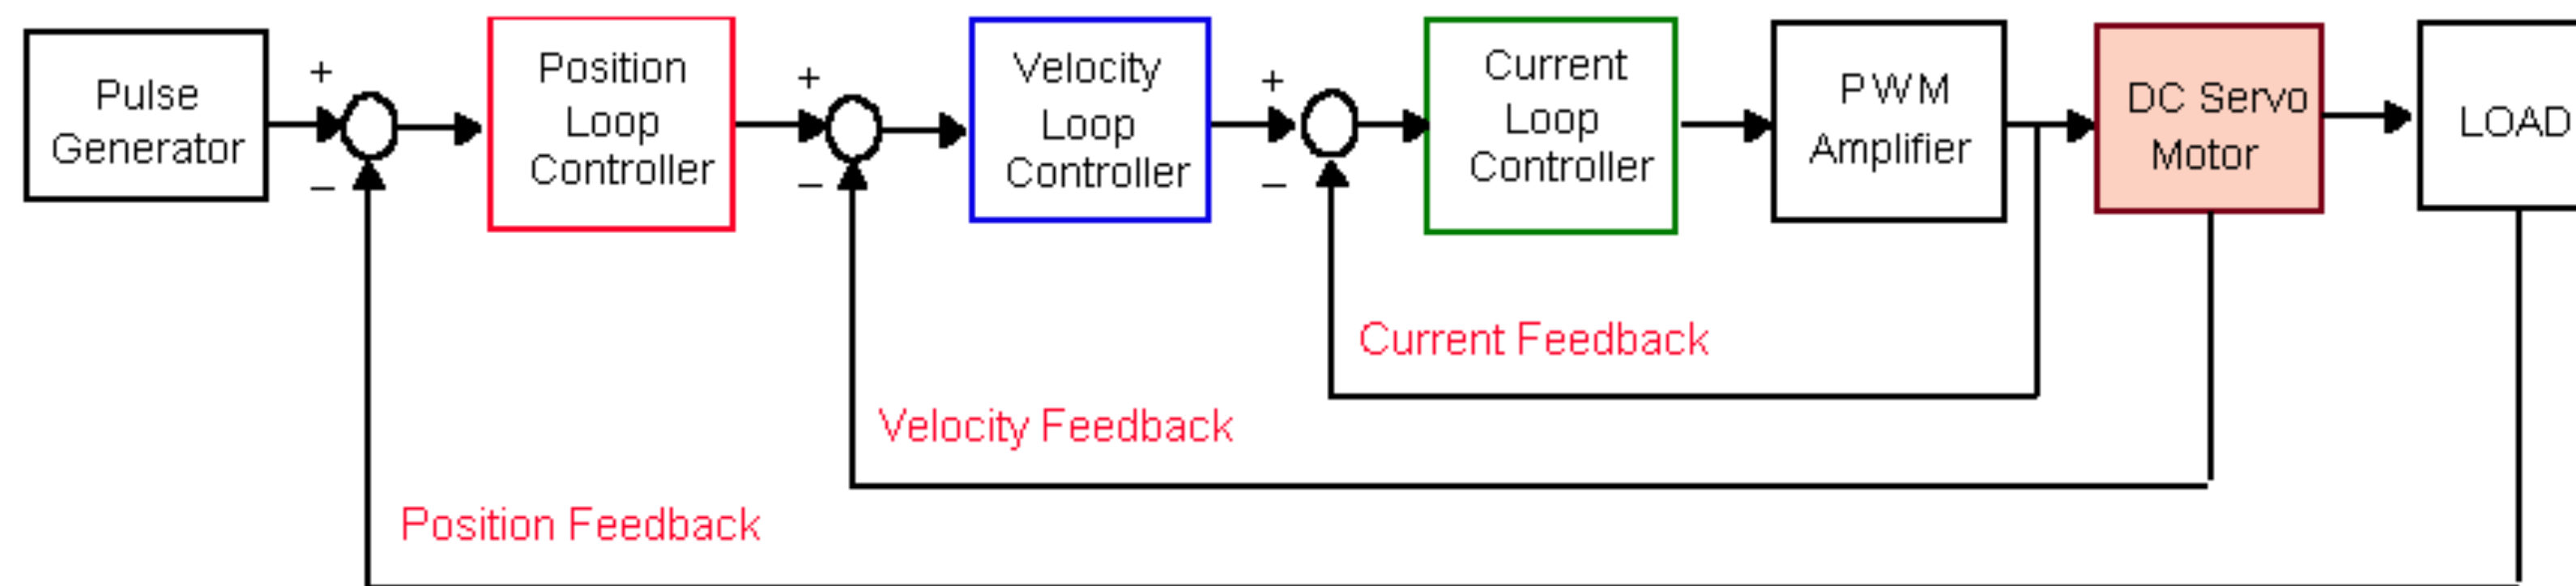 Pulse
Generator
+
–
Position
Loop
Controller
+
–
Velocity
Loop
Controller
+
–
Current
Loop
Controller
PWM
Amplifier
DC Servo
Motor
LOAD
Current Feedback
Velocity Feedback
Position Feedback